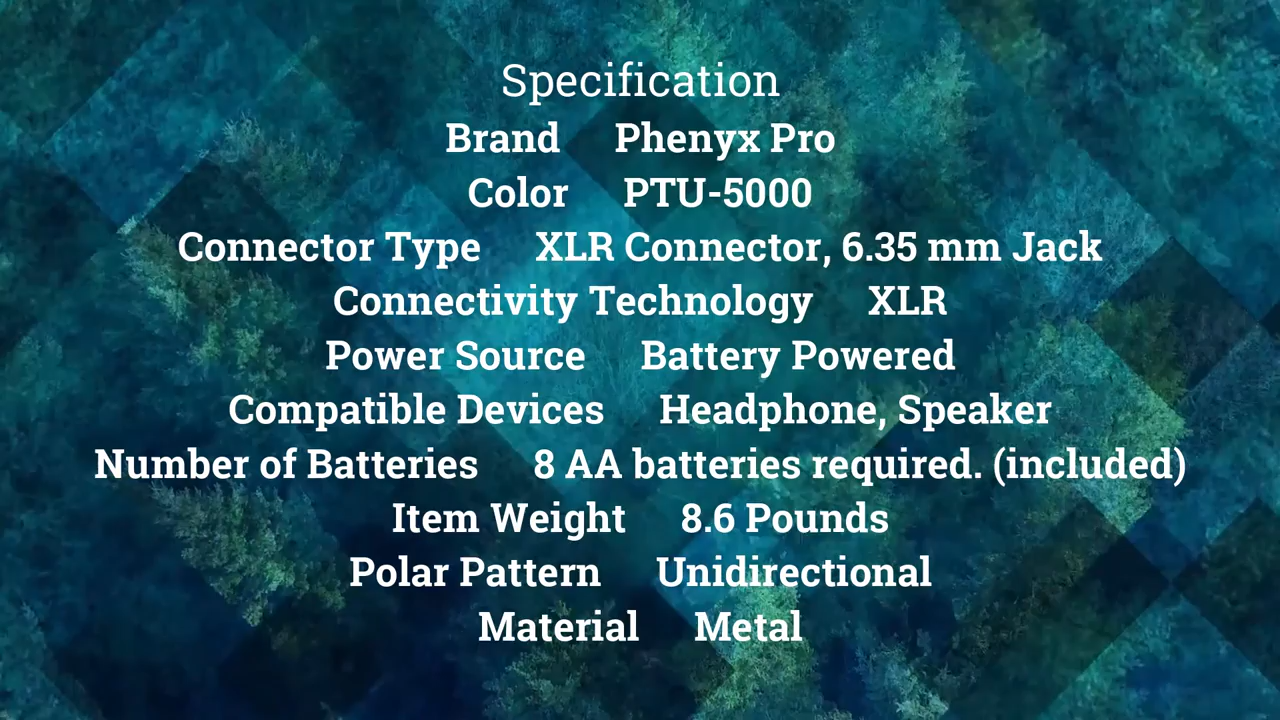 Specification
Brand Phenyx Pro
Color PTU-5000
Connector Type XLR Connector, 6.35 mm Jack
Connectivity Technology XLR
Power Source Battery Powered
Compatible Devices Headphone, Speaker
Number of Batteries 8 AA batteries required. (included)
Item Weight 8.6 Pounds
Polar Pattern Unidirectional
Material Metal